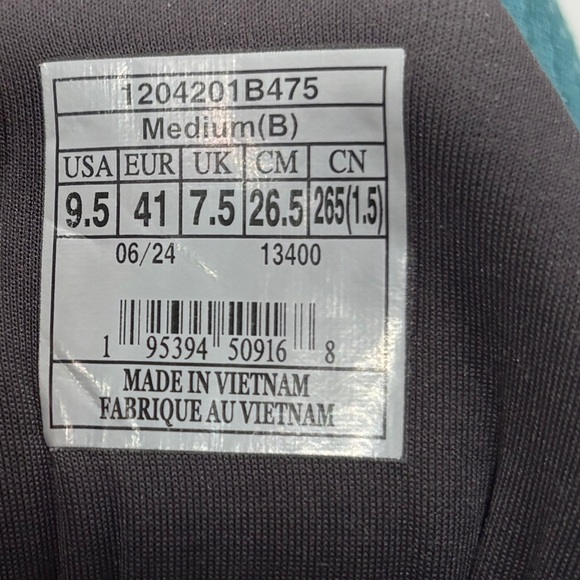 1204201B475
Medium(B)
USA EUR UK CM CN
9.5 41 7.5 26.5 265(1.5)
06/24 13400
1 95394 50916 8
MADE IN VIETNAM
FABRIQUE AU VIETNAM